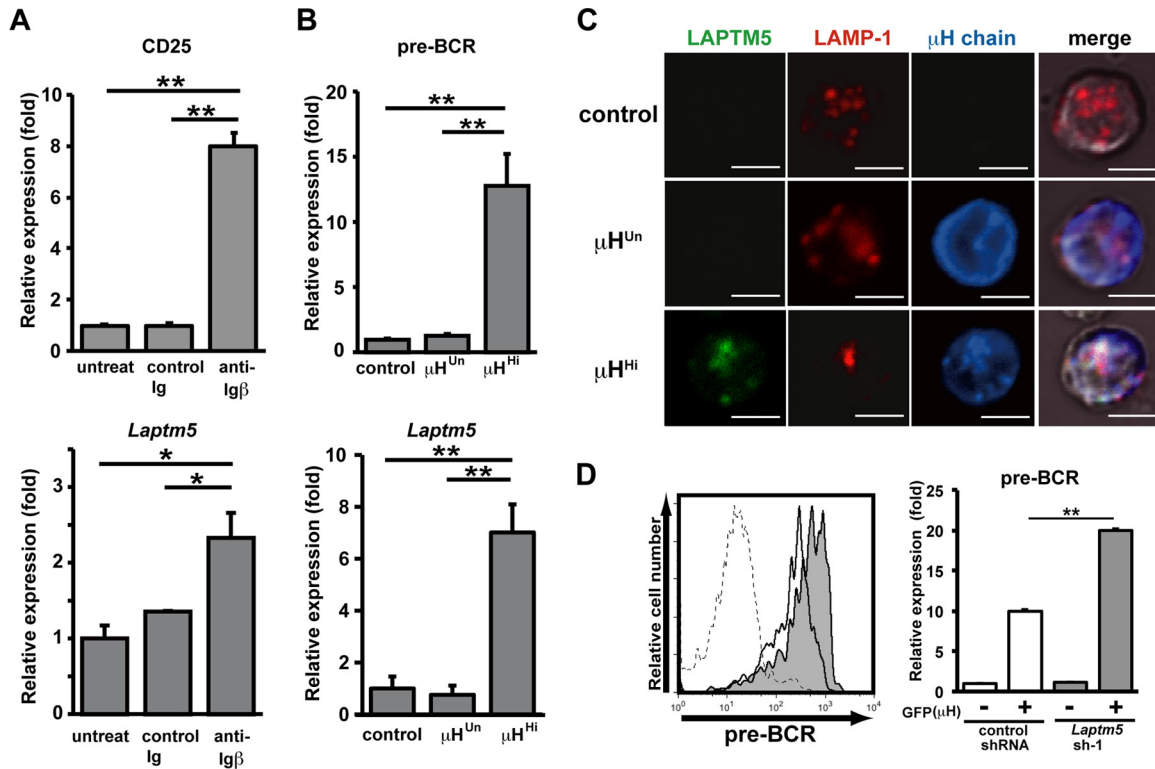 A
CD25
**
**
Relative expression (fold)
10
8
6
4
2
0
untreat
control
Ig
anti-
Igβ
Laptm5
*
*
Relative expression (fold)
3
2
1
0
untreat
control
Ig
anti-
Igβ
B
pre-BCR
**
**
Relative expression (fold)
20
15
10
5
0
control
μH^Un
μH^Hi
Laptm5
**
**
Relative expression (fold)
10
8
6
4
2
0
control
μH^Un
μH^Hi
C
LAPTM5 LAMP-1 μH chain merge
control
μH^Un
μH^Hi
D
Relative cell number
10^0 10^1 10^2 10^3 10^4
pre-BCR
pre-BCR
**
Relative expression (fold)
25
20
15
10
5
0
GFP(μH) - + - +
control
shRNA
Laptm5
sh-1